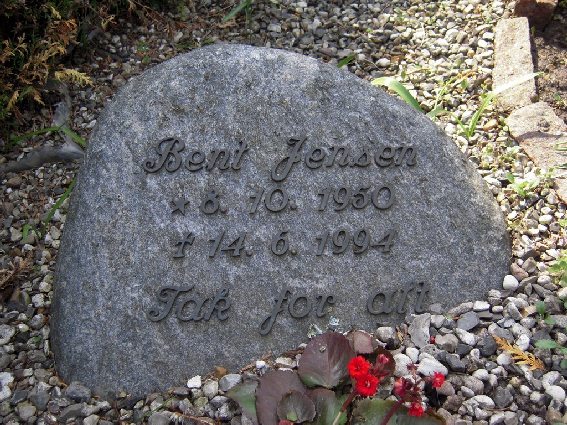 Bent Jensen
★ 8. 10. 1950
✝ 14. 6. 1994
Tak for alt